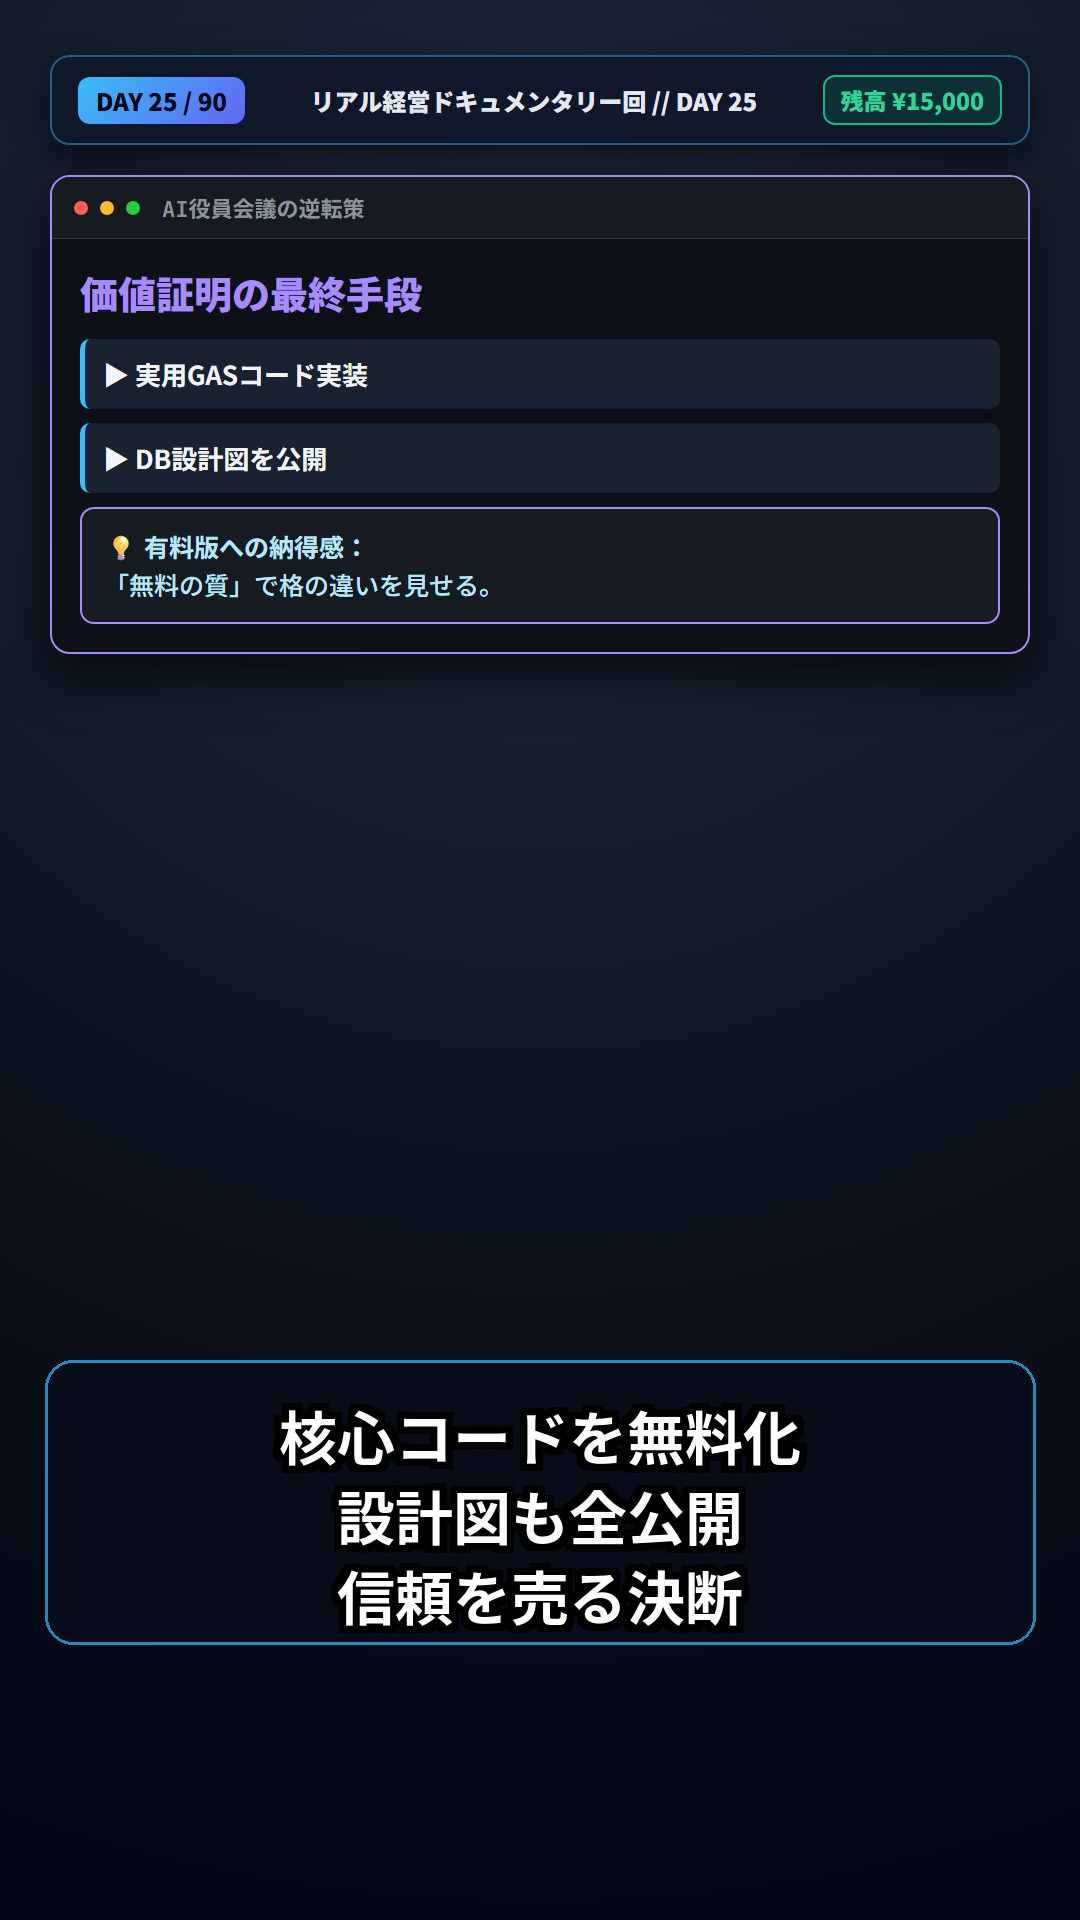 DAY 25 / 90
リアル経営ドキュメンタリー回 // DAY 25
残高 ¥15,000
AI役員会議の逆転策
価値証明の最終手段
▶ 実用GASコード実装
▶ DB設計図を公開
💡 有料版への納得感：
「無料の質」で格の違いを見せる。
核心コードを無料化
設計図も全公開
信頼を売る決断